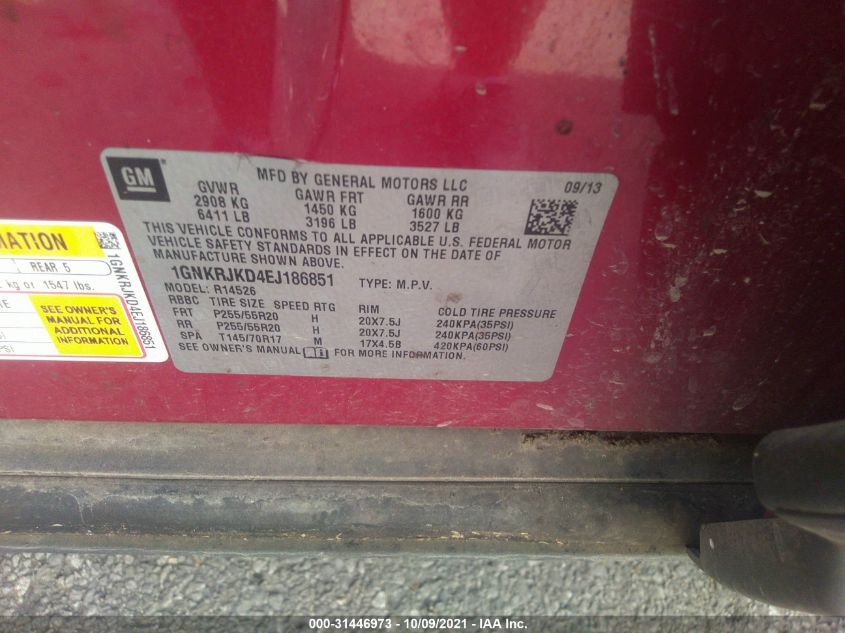 GM
MFD BY GENERAL MOTORS LLC
09/13
GVWR GAWR FRT GAWR RR
2908 KG 1450 KG 1600 KG
6411 LB 3196 LB 3527 LB
THIS VEHICLE CONFORMS TO ALL APPLICABLE U.S. FEDERAL MOTOR
VEHICLE SAFETY STANDARDS IN EFFECT ON THE DATE OF
MANUFACTURE SHOWN ABOVE.
1GNKRJKD4EJ186851 TYPE: M.P.V.
MODEL: R14526
RBBC TIRE SIZE SPEED RTG RIM COLD TIRE PRESSURE
FRT P255/55R20 H 20X7.5J 240KPA(35PSI)
RR P255/55R20 H 20X7.5J 240KPA(35PSI)
SPA T145/70R17 M 17X4.5B 420KPA(60PSI)
SEE OWNER'S MANUAL FOR MORE INFORMATION.
MATION
REAR 5
kg or 1547 lbs.
SEE OWNER'S
MANUAL FOR
ADDITIONAL
INFORMATION
1GNKRJKD4EJ186851
000-31446973 - 10/09/2021 - IAA Inc.